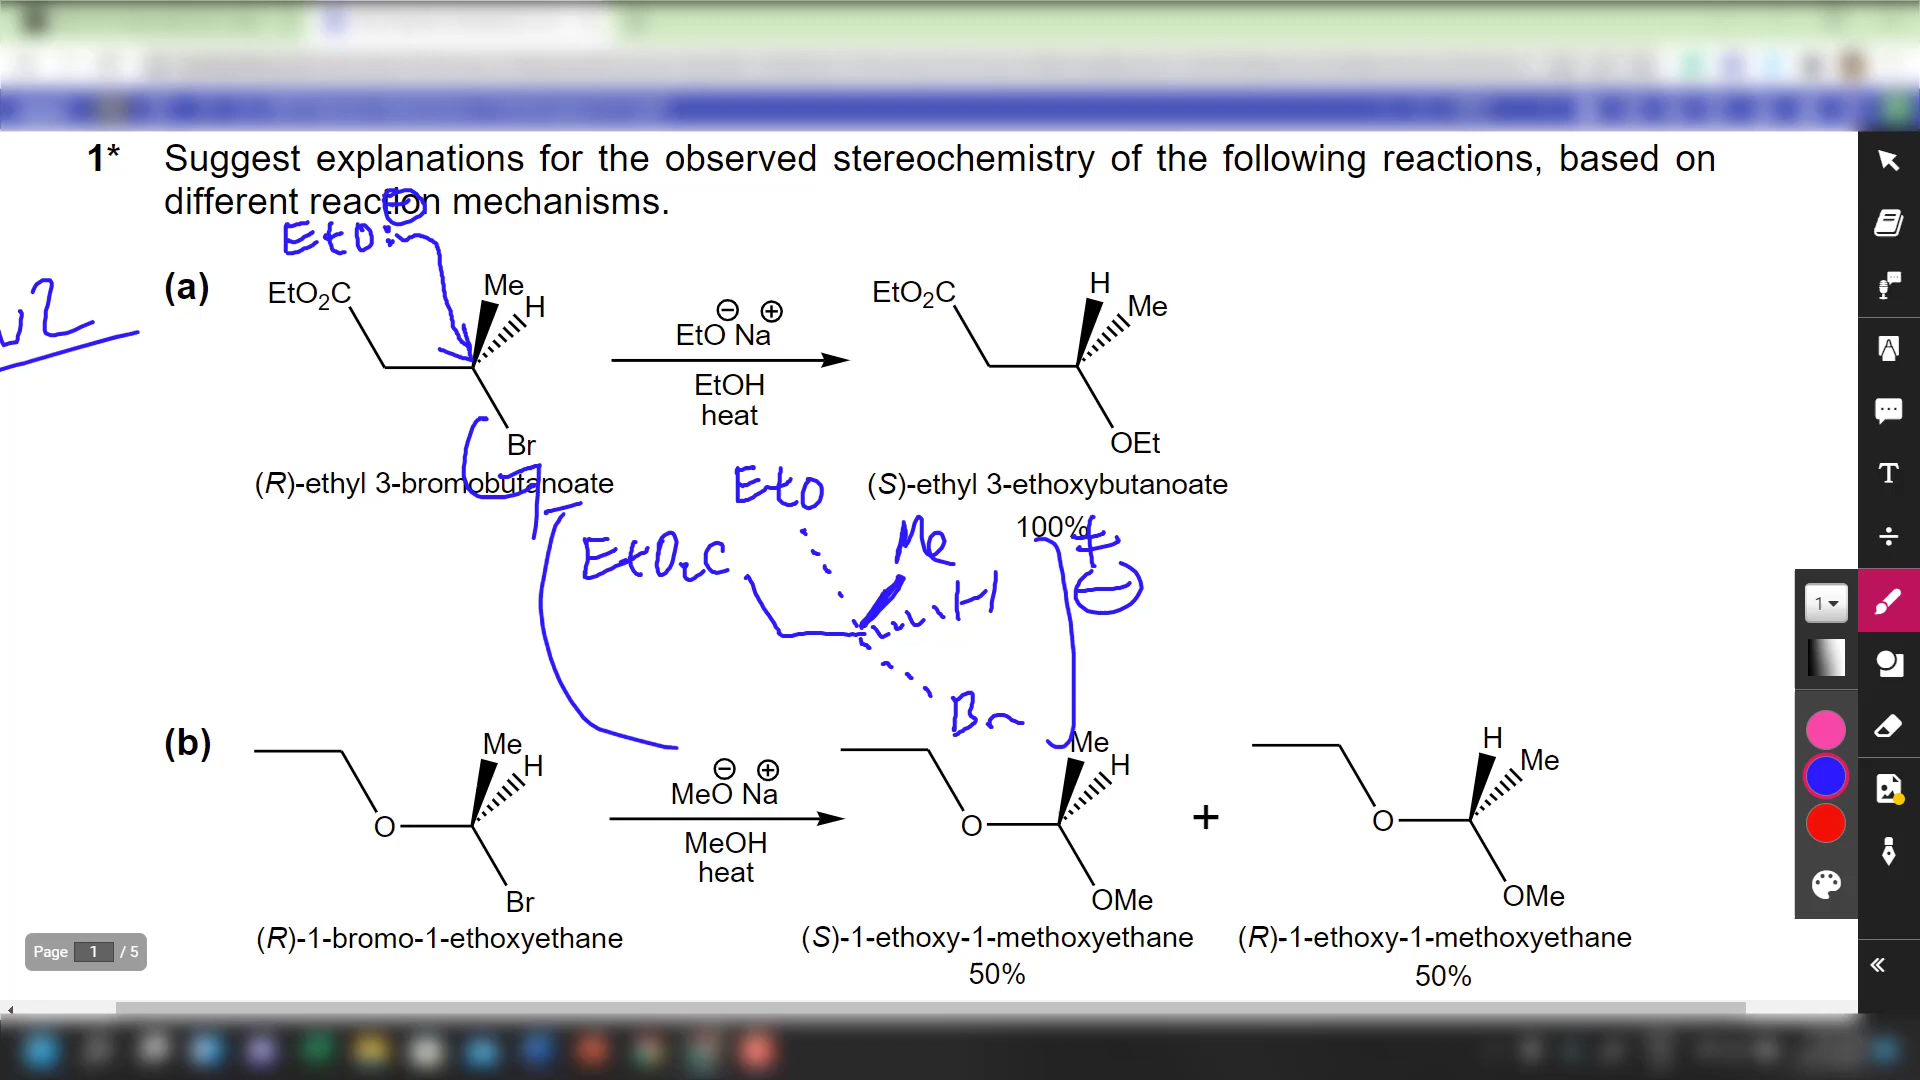 1* Suggest explanations for the observed stereochemistry of the following reactions, based on
different reaction mechanisms.
EtO:⊖
2
(a) EtO2C Me H Br
EtO⊖ Na⊕
EtOH
heat
EtO2C H Me OEt
(R)-ethyl 3-bromobutanoate
(S)-ethyl 3-ethoxybutanoate
100%
EtO
EtO2C Me H Br
‡
⊖
(b) O Me H Br
MeO⊖ Na⊕
MeOH
heat
O Me H OMe
+
O H Me OMe
(R)-1-bromo-1-ethoxyethane
(S)-1-ethoxy-1-methoxyethane
50%
(R)-1-ethoxy-1-methoxyethane
50%
Page 1 / 5
1
T